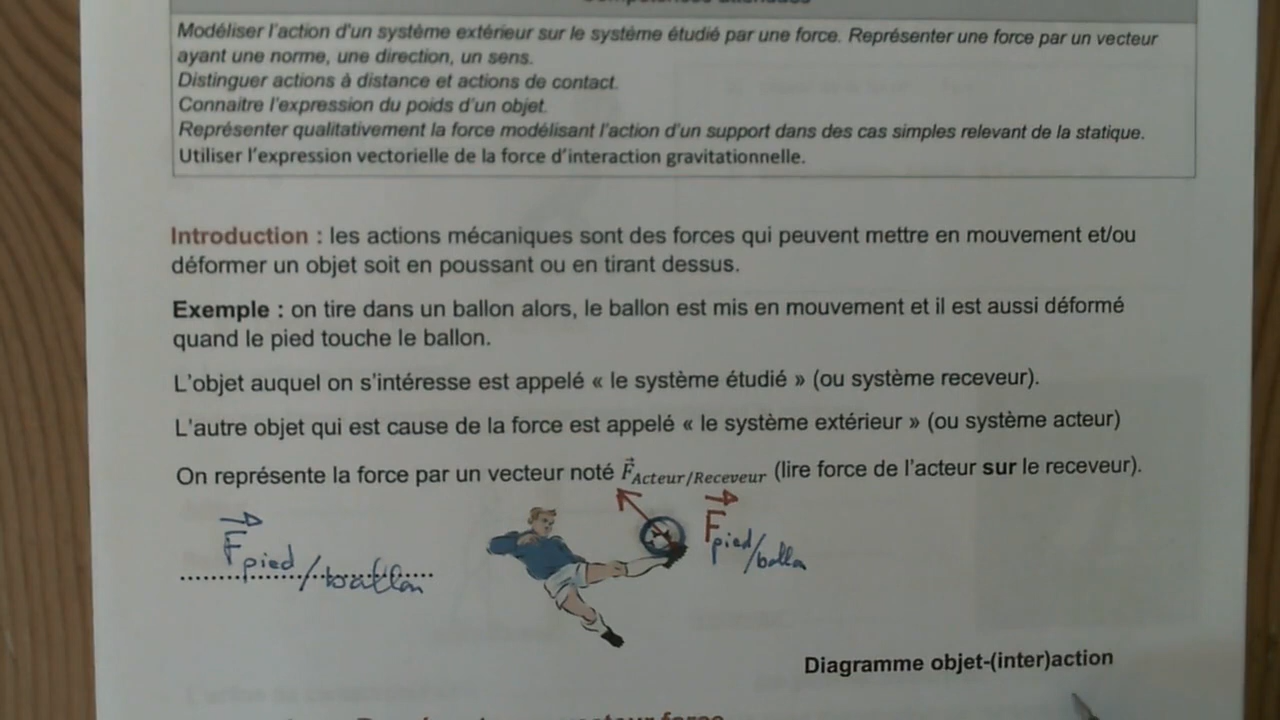 Modéliser l'action d'un système extérieur sur le système étudié par une force. Représenter une force par un vecteur
ayant une norme, une direction, un sens.
Distinguer actions à distance et actions de contact.
Connaitre l'expression du poids d'un objet.
Représenter qualitativement la force modélisant l'action d'un support dans des cas simples relevant de la statique.
Utiliser l'expression vectorielle de la force d'interaction gravitationnelle.
Introduction : les actions mécaniques sont des forces qui peuvent mettre en mouvement et/ou
déformer un objet soit en poussant ou en tirant dessus.
Exemple : on tire dans un ballon alors, le ballon est mis en mouvement et il est aussi déformé
quand le pied touche le ballon.
L'objet auquel on s'intéresse est appelé « le système étudié » (ou système receveur).
L'autre objet qui est cause de la force est appelé « le système extérieur » (ou système acteur)
On représente la force par un vecteur noté F⃗ Acteur/Receveur (lire force de l'acteur sur le receveur).
F⃗ pied/ballon
F⃗ pied/ballon
Diagramme objet-(inter)action